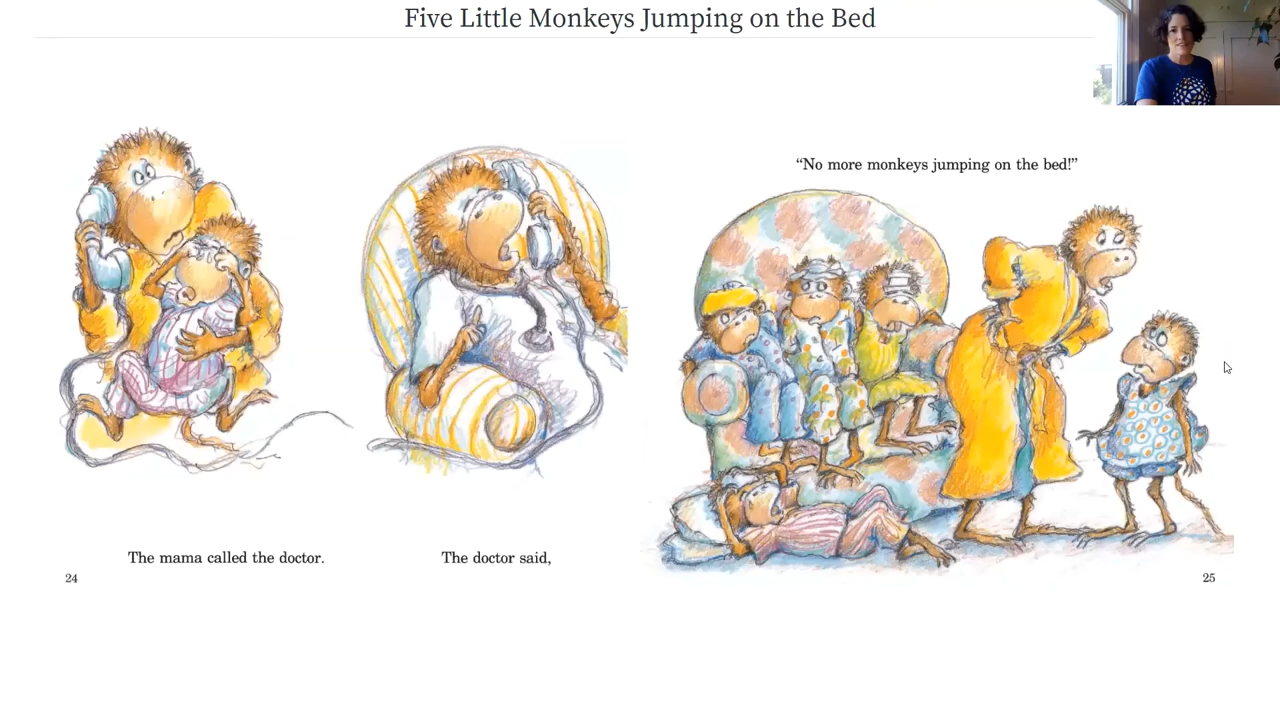 Five Little Monkeys Jumping on the Bed
The mama called the doctor.
The doctor said,
24
“No more monkeys jumping on the bed!”
25